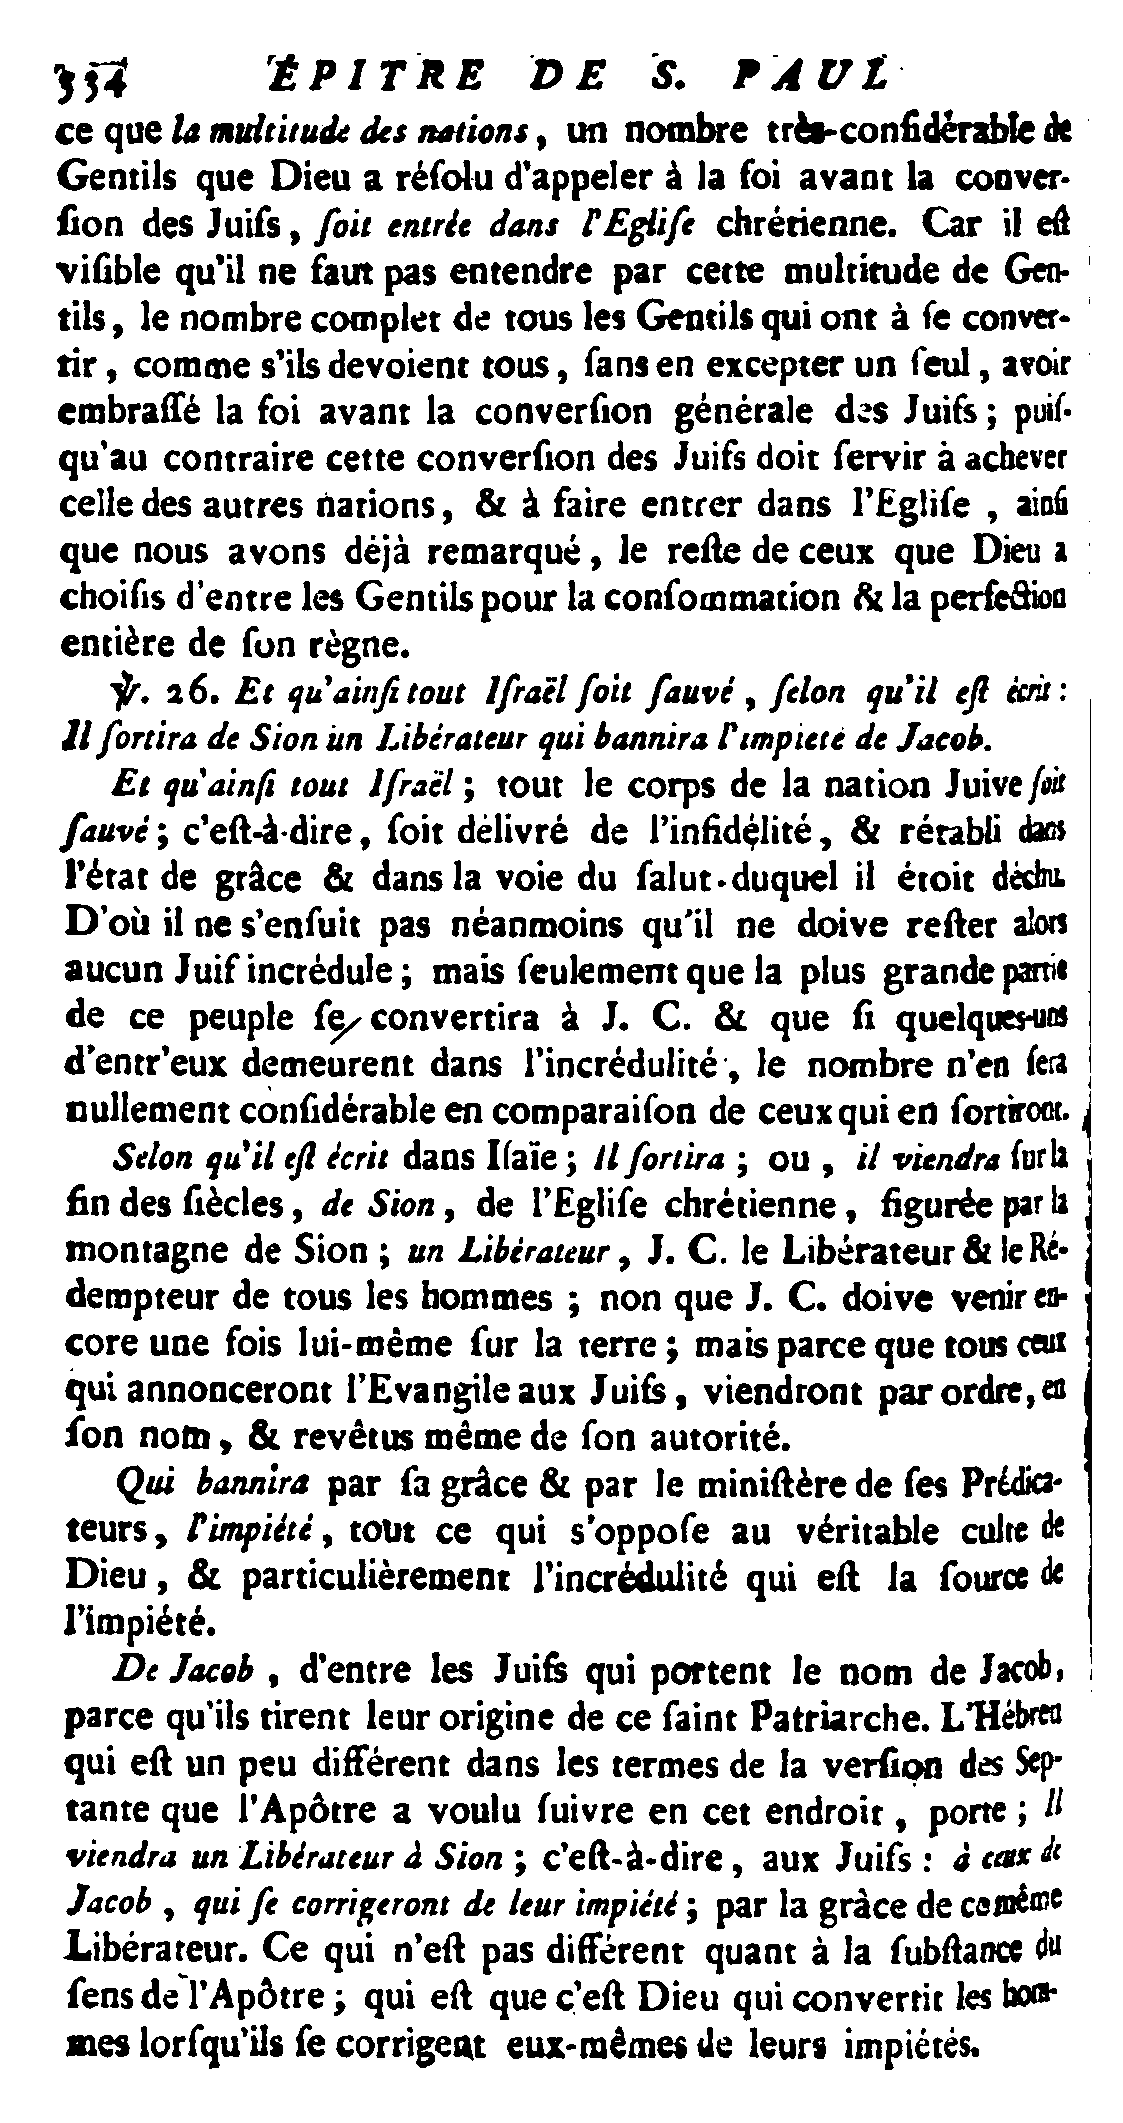 334 ÉPITRE DE S. PAUL
ce que la multitude des nations, un nombre très-conſidérable de
Gentils que Dieu a réſolu d'appeler à la foi avant la conver-
ſion des Juifs, ſoit entrée dans l'Egliſe chrétienne. Car il eſt
viſible qu'il ne faut pas entendre par cette multitude de Gen-
tils, le nombre complet de tous les Gentils qui ont à ſe conver-
tir, comme s'ils devoient tous, ſans en excepter un ſeul, avoir
embraſſé la foi avant la converſion générale des Juifs; puiſ-
qu'au contraire cette converſion des Juifs doit ſervir à achever
celle des autres nations, & à faire entrer dans l'Egliſe, ainſi
que nous avons déjà remarqué, le reſte de ceux que Dieu a
choiſis d'entre les Gentils pour la conſommation & la perfection
entière de ſon règne.
℣. 26. Et qu'ainſi tout Iſraël ſoit ſauvé, ſelon qu'il eſt écrit:
Il ſortira de Sion un Libérateur qui bannira l'impiété de Jacob.
Et qu'ainſi tout Iſraël; tout le corps de la nation Juive ſoit
ſauvé; c'eſt-à-dire, ſoit délivré de l'infidélité, & rétabli dans
l'état de grâce & dans la voie du ſalut duquel il étoit déchu.
D'où il ne s'enſuit pas néanmoins qu'il ne doive reſter alors
aucun Juif incrédule; mais ſeulement que la plus grande partie
de ce peuple ſe convertira à J. C. & que ſi quelques-uns
d'entr'eux demeurent dans l'incrédulité, le nombre n'en ſera
nullement conſidérable en comparaiſon de ceux qui en ſortiront.
Selon qu'il eſt écrit dans Iſaïe; Il ſortira; ou, il viendra ſur la
fin des ſiècles, de Sion, de l'Egliſe chrétienne, figurée par la
montagne de Sion; un Libérateur, J. C. le Libérateur & le Ré-
dempteur de tous les hommes; non que J. C. doive venir en-
core une fois lui-même ſur la terre; mais parce que tous ceux
qui annonceront l'Evangile aux Juifs, viendront par ordre, en
ſon nom, & revêtus même de ſon autorité.
Qui bannira par ſa grâce & par le miniſtère de ſes Prédica-
teurs, l'impiété, tout ce qui s'oppoſe au véritable culte de
Dieu, & particulièrement l'incrédulité qui eſt la ſource de
l'impiété.
De Jacob, d'entre les Juifs qui portent le nom de Jacob,
parce qu'ils tirent leur origine de ce ſaint Patriarche. L'Hébreu
qui eſt un peu différent dans les termes de la verſion des Sep-
tante que l'Apôtre a voulu ſuivre en cet endroit, porte; Il
viendra un Libérateur à Sion; c'eſt-à-dire, aux Juifs: à ceux de
Jacob, qui ſe corrigeront de leur impiété; par la grâce de ce même
Libérateur. Ce qui n'eſt pas différent quant à la ſubſtance du
ſens de l'Apôtre; qui eſt que c'eſt Dieu qui convertit les hom-
mes lorſqu'ils ſe corrigent eux-mêmes de leurs impiétés.